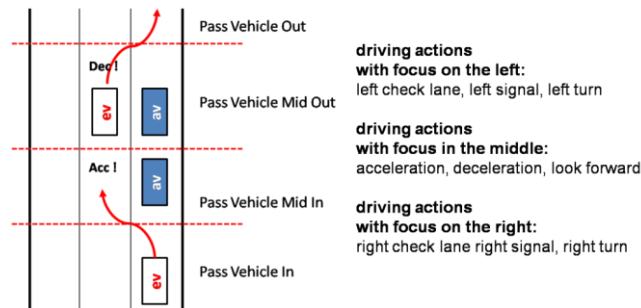 Pass Vehicle Out
Dec !
ev
av
Pass Vehicle Mid Out
Acc !
av
Pass Vehicle Mid In
ev
Pass Vehicle In
driving actions
with focus on the left:
left check lane, left signal, left turn
driving actions
with focus in the middle:
acceleration, deceleration, look forward
driving actions
with focus on the right:
right check lane right signal, right turn